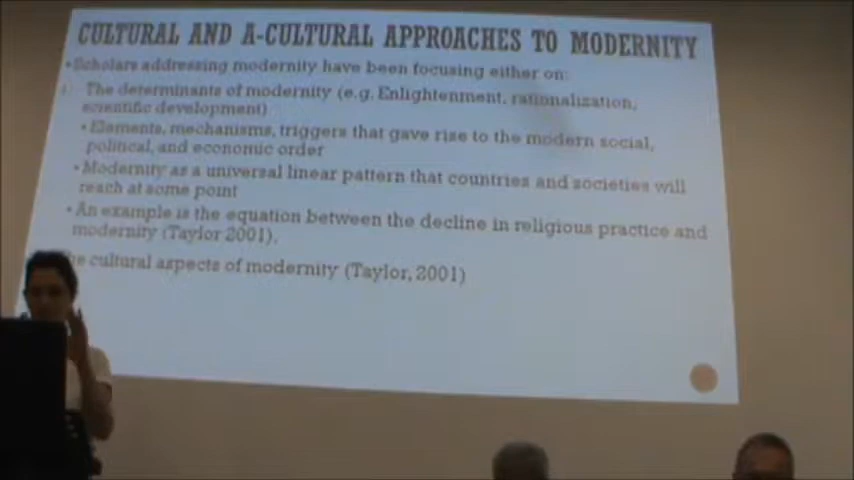 CULTURAL AND A-CULTURAL APPROACHES TO MODERNITY
•Scholars addressing modernity have been focusing either on:
1. The determinants of modernity (e.g. Enlightenment, rationalization,
scientific development)
•Elements, mechanisms, triggers that gave rise to the modern social,
political, and economic order
•Modernity as a universal linear pattern that countries and societies will
reach at some point
•An example is the equation between the decline in religious practice and
modernity (Taylor 2001).
cultural aspects of modernity (Taylor, 2001)